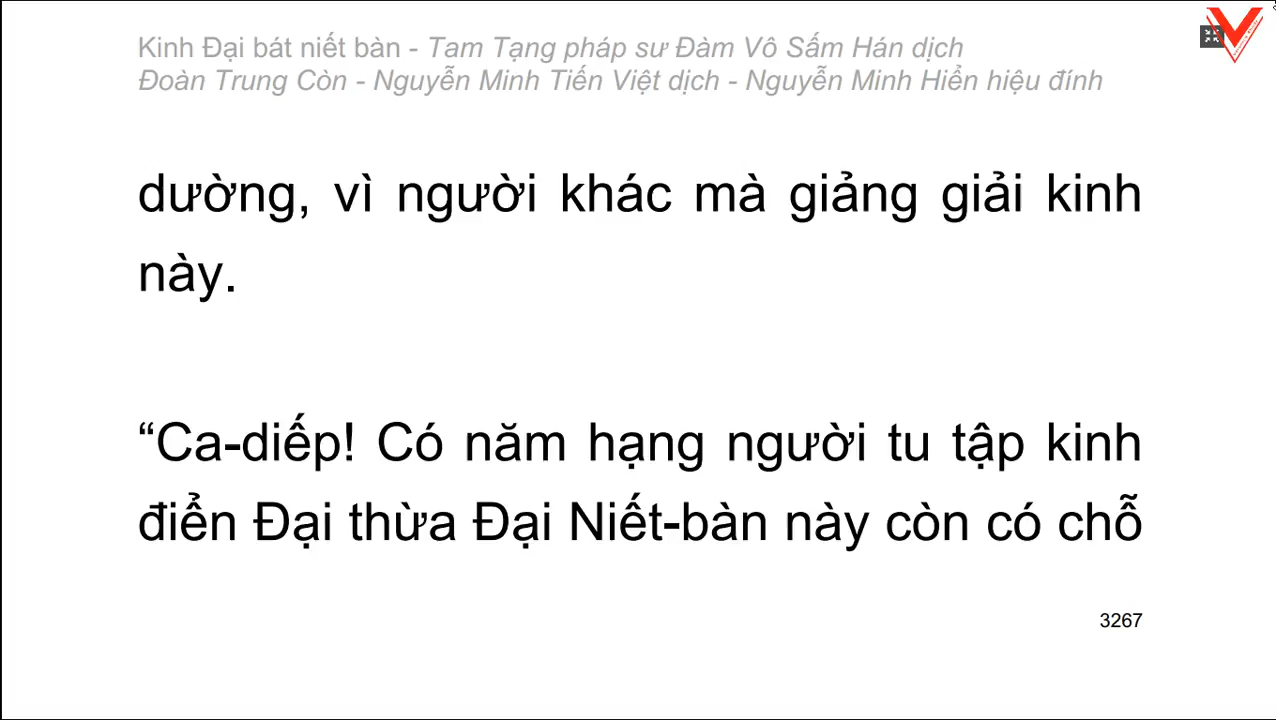 Kinh Đại bát niết bàn - Tam Tạng pháp sư Đàm Vô Sấm Hán dịch
Đoàn Trung Còn - Nguyễn Minh Tiến Việt dịch - Nguyễn Minh Hiển hiệu đính
dường, vì người khác mà giảng giải kinh
này.
“Ca-diếp! Có năm hạng người tu tập kinh
điển Đại thừa Đại Niết-bàn này còn có chỗ
3267